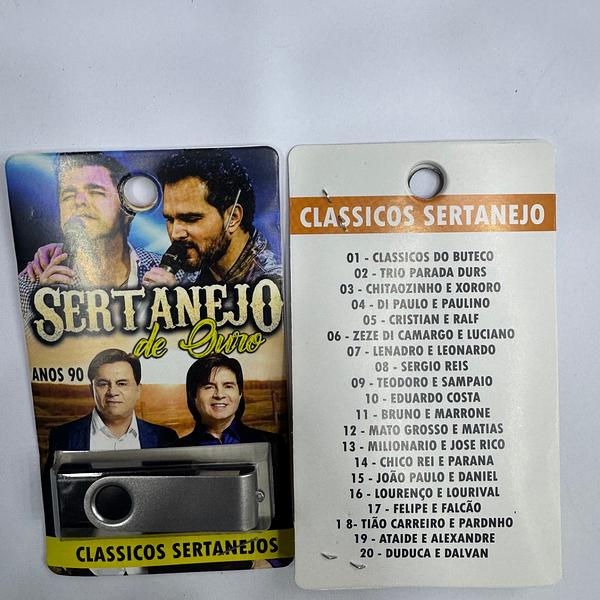 SERTANEJO
de Ouro
ANOS 90
CLASSICOS SERTANEJOS
CLASSICOS SERTANEJO
01 - CLASSICOS DO BUTECO
02 - TRIO PARADA DURS
03 - CHITAOZINHO E XORORO
04 - DI PAULO E PAULINO
05 - CRISTIAN E RALF
06 - ZEZE DI CAMARGO E LUCIANO
07 - LENADRO E LEONARDO
08 - SERGIO REIS
09 - TEODORO E SAMPAIO
10 - EDUARDO COSTA
11 - BRUNO E MARRONE
12 - MATO GROSSO E MATIAS
13 - MILIONARIO E JOSE RICO
14 - CHICO REI E PARANA
15 - JOÃO PAULO E DANIEL
16 - LOURENÇO E LOURIVAL
17 - FELIPE E FALCÃO
1 8- TIÃO CARREIRO E PARDNHO
19 - ATAIDE E ALEXANDRE
20 - DUDUCA E DALVAN